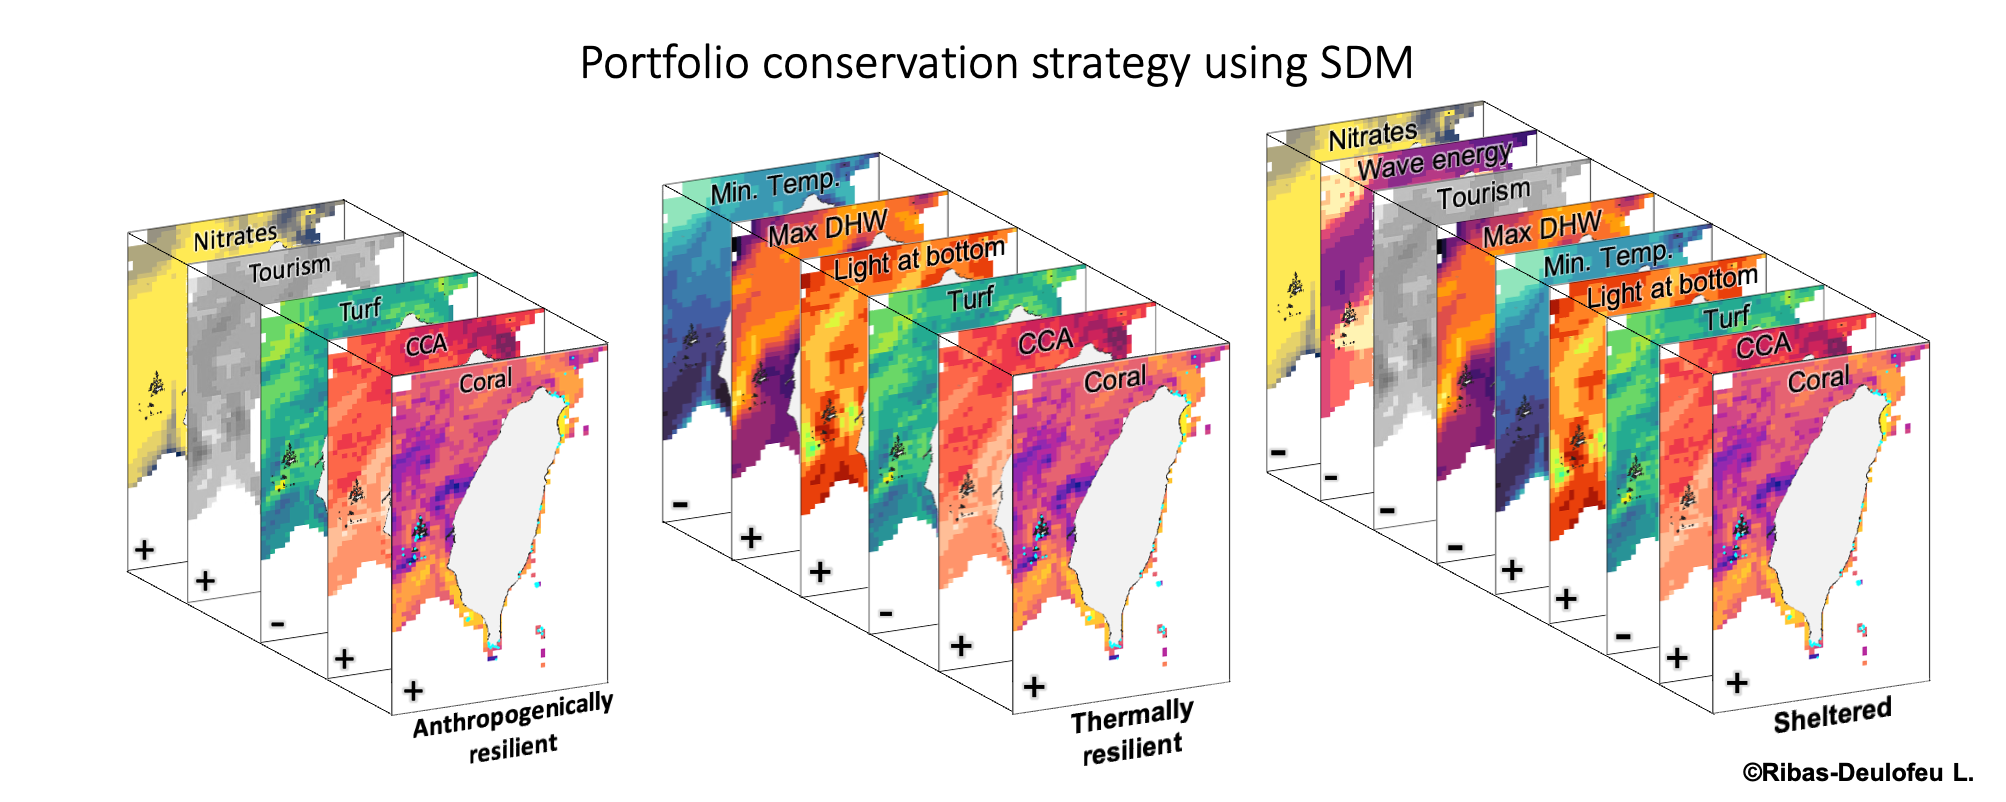 Portfolio conservation strategy using SDM
Nitrates
Tourism
Turf
CCA
Coral
+
+
-
+
+
Anthropogenically
resilient
Min. Temp.
Max DHW
Light at bottom
Turf
CCA
Coral
-
+
+
-
+
+
Thermally
resilient
Nitrates
Wave energy
Tourism
Max DHW
Min. Temp.
Light at bottom
Turf
CCA
Coral
-
-
-
-
+
+
-
+
+
Sheltered
©Ribas-Deulofeu L.